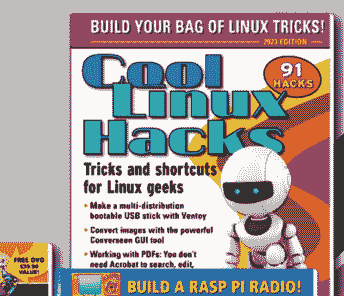 BUILD YOUR BAG OF LINUX TRICKS!
2023 EDITION
Cool
Linux
Hacks
91
HACKS
Tricks and shortcuts
for Linux geeks
• Make a multi-distribution
bootable USB stick with Ventoy
• Convert images with the powerful
Converseen GUI tool
• Working with PDFs: You don't
need Acrobat to search, edit,
FREE DVD
$39.90
VALUE!
BUILD A RASP PI RADIO!